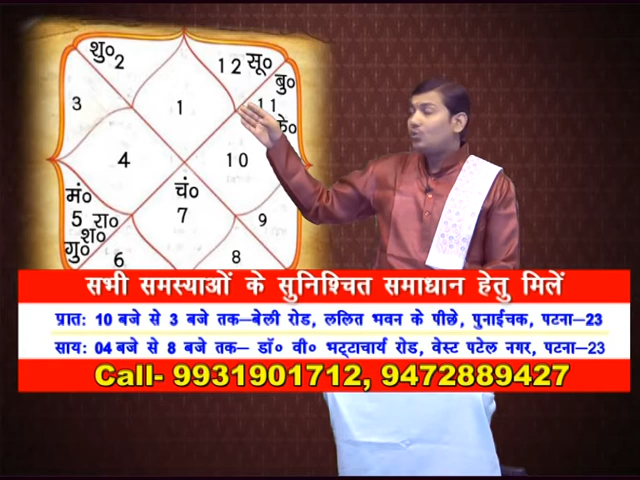 शु० 2
12 सू०
बु०
3
1
11
के०
4
10
चं०
मं०
7
5 रा०
9
श०
गु०
6
8
सभी समस्याओं के सुनिश्चित समाधान हेतु मिलें
प्रातः 10 बजे से 3 बजे तक–बेली रोड, ललित भवन के पीछे, पुनाईचक, पटना–23
सायः 04 बजे से 8 बजे तक– डॉ० वी० भट्टाचार्य रोड, वेस्ट पटेल नगर, पटना–23
Call- 9931901712, 9472889427